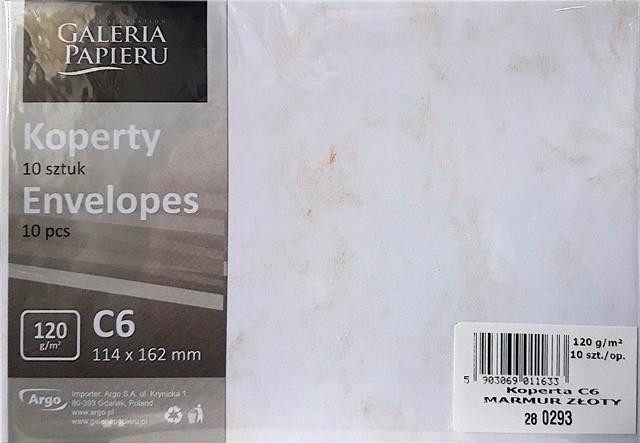 GALERIA
PAPIERU
Koperty
10 sztuk
Envelopes
10 pcs
120
g/m²
C6
114 x 162 mm
Argo
Importer: Argo S.A. ul. Krynicka 1,
80-393 Gdańsk, Poland
www.argo.pl
www.galeriapapieru.pl
120 g/m²
10 szt./op.
5 903069 011633
Koperta C6
MARMUR ZŁOTY
28 0293